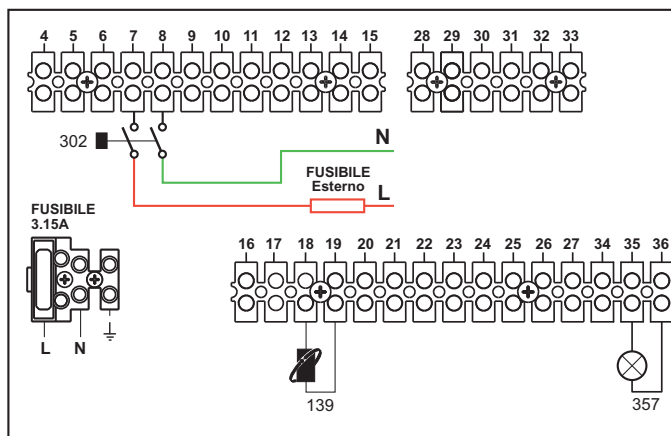 4 5 6 7 8 9 10 11 12 13 14 15
28 29 30 31 32 33
302
N
FUSIBILE
Esterno
L
FUSIBILE
3.15A
16 17 18 19 20 21 22 23 24 25 26 27 34 35 36
L N
139
357